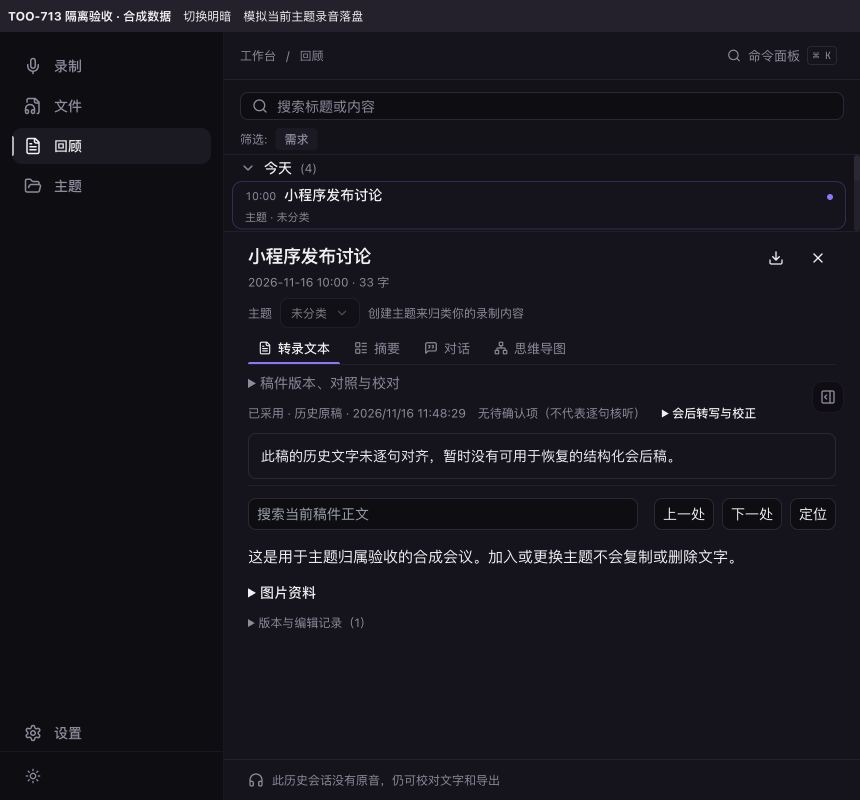 TOO-713 隔离验收 · 合成数据 切换明暗 模拟当前主题录音落盘
录制
文件
回顾
主题
设置
工作台 / 回顾
命令面板 ⌘ K
搜索标题或内容
筛选: 需求
今天 (4)
10:00 小程序发布讨论
主题 · 未分类
小程序发布讨论
2026-11-16 10:00 · 33 字
主题 未分类 创建主题来归类你的录制内容
转录文本 摘要 对话 思维导图
稿件版本、对照与校对
已采用 · 历史原稿 · 2026/11/16 11:48:29 无待确认项（不代表逐句核听） 会后转写与校正
此稿的历史文字未逐句对齐，暂时没有可用于恢复的结构化会后稿。
搜索当前稿件正文 上一处 下一处 定位
这是用于主题归属验收的合成会议。加入或更换主题不会复制或删除文字。
图片资料
版本与编辑记录（1）
此历史会话没有原音，仍可校对文字和导出